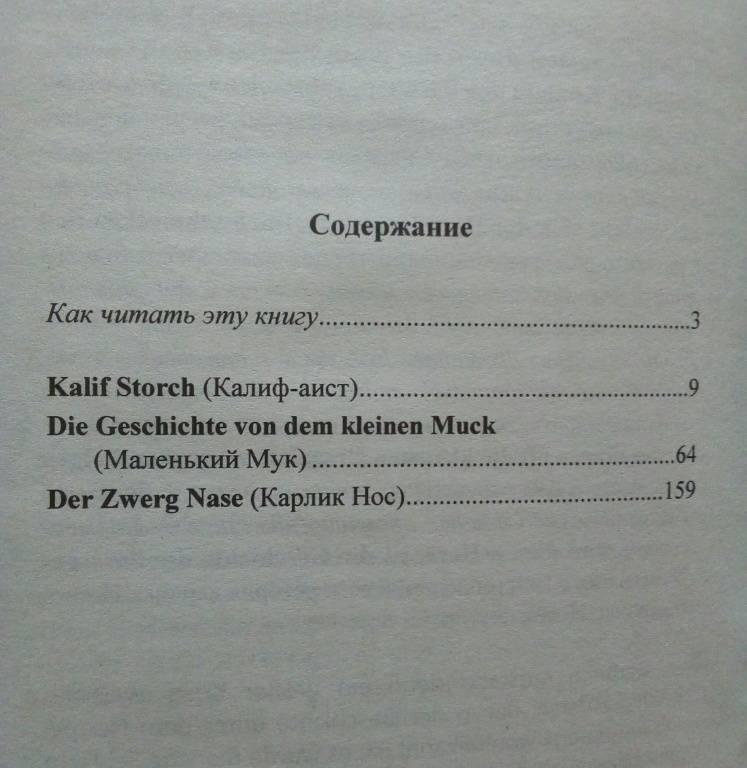 Содержание
Как читать эту книгу...............................................................3
Kalif Storch (Калиф-аист).........................................................9
Die Geschichte von dem kleinen Muck
(Маленький Мук)..............................................................64
Der Zwerg Nase (Карлик Нос)...............................................159